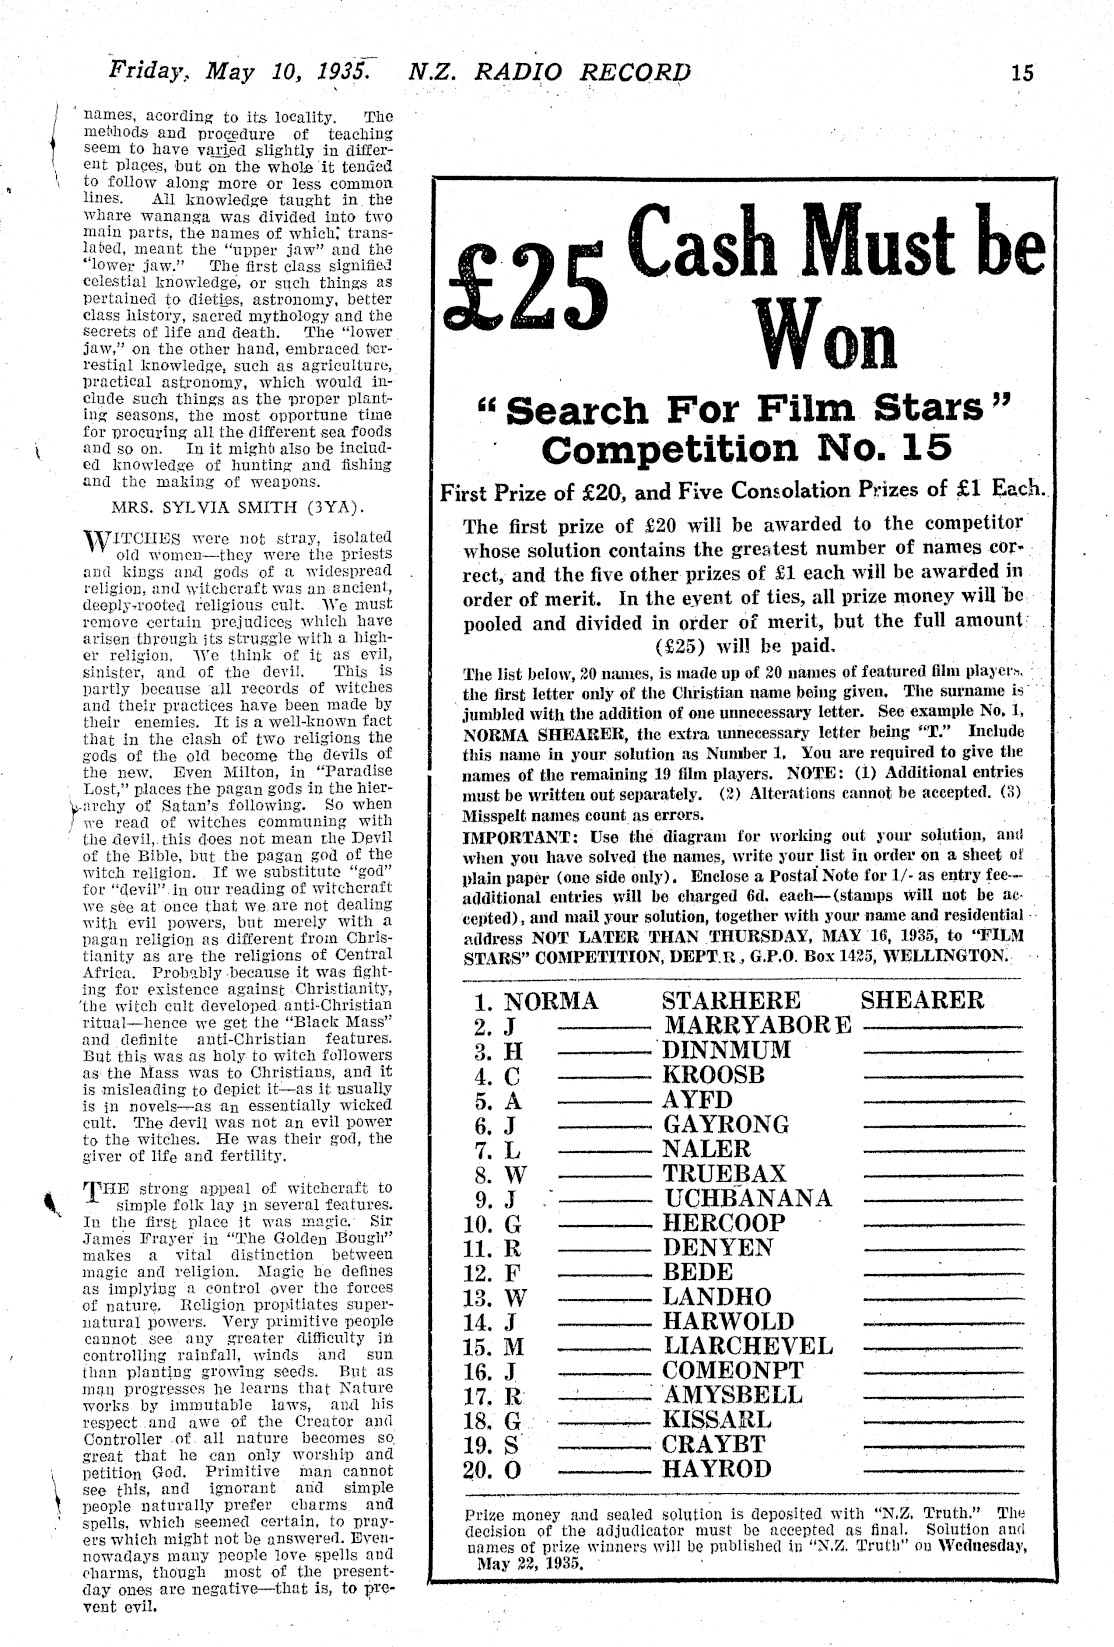 Friday, May 10, 1935. N.Z. RADIO RECORD 15
names, acording to its locality. The
methods and procedure of teaching
seem to have varied slightly in differ-
ent places, but on the whole it tended
to follow along more or less common
lines. All knowledge taught in the
whare wananga was divided into two
main parts, the names of which, trans-
lated, meant the "upper jaw" and the
"lower jaw." The first class signified
celestial knowledge, or such things as
pertained to dieties, astronomy, better
class history, sacred mythology and the
secrets of life and death. The "lower
jaw," on the other hand, embraced ter-
restial knowledge, such as agriculture,
practical astronomy, which would in-
clude such things as the proper plant-
ing seasons, the most opportune time
for procuring all the different sea foods
and so on. In it might also be includ-
ed knowledge of hunting and fishing
and the making of weapons.
MRS. SYLVIA SMITH (3YA).
WITCHES were not stray, isolated
old women—they were the priests
and kings and gods of a widespread
religion, and witchcraft was an ancient,
deeply-rooted religious cult. We must
remove certain prejudices which have
arisen through its struggle with a high-
er religion. We think of it as evil,
sinister, and of the devil. This is
partly because all records of witches
and their practices have been made by
their enemies. It is a well-known fact
that in the clash of two religions the
gods of the old become the devils of
the new. Even Milton, in "Paradise
Lost," places the pagan gods in the hier-
archy of Satan's following. So when
we read of witches communing with
the devil, this does not mean the Devil
of the Bible, but the pagan god of the
witch religion. If we substitute "god"
for "devil" in our reading of witchcraft
we see at once that we are not dealing
with evil powers, but merely with a
pagan religion as different from Chris-
tianity as are the religions of Central
Africa. Probably because it was fight-
ing for existence against Christianity,
the witch cult developed anti-Christian
ritual—hence we get the "Black Mass"
and definite anti-Christian features.
But this was as holy to witch followers
as the Mass was to Christians, and it
is misleading to depict it—as it usually
is in novels—as an essentially wicked
cult. The devil was not an evil power
to the witches. He was their god, the
giver of life and fertility.
THE strong appeal of witchcraft to
simple folk lay in several features.
In the first place it was magic. Sir
James Frayer in "The Golden Bough"
makes a vital distinction between
magic and religion. Magic he defines
as implying a control over the forces
of nature. Religion propitiates super-
natural powers. Very primitive people
cannot see any greater difficulty in
controlling rainfall, winds and sun
than planting growing seeds. But as
man progresses he learns that Nature
works by immutable laws, and his
respect and awe of the Creator and
Controller of all nature becomes so
great that he can only worship and
petition God. Primitive man cannot
see this, and ignorant and simple
people naturally prefer charms and
spells, which seemed certain, to pray-
ers which might not be answered. Even
nowadays many people love spells and
charms, though most of the present-
day ones are negative—that is, to pre-
vent evil.
£25 Cash Must be
Won
"Search For Film Stars"
Competition No. 15
First Prize of £20, and Five Consolation Prizes of £1 Each.
The first prize of £20 will be awarded to the competitor
whose solution contains the greatest number of names cor-
rect, and the five other prizes of £1 each will be awarded in
order of merit. In the event of ties, all prize money will be
pooled and divided in order of merit, but the full amount
(£25) will be paid.
The list below, 20 names, is made up of 20 names of featured film players,
the first letter only of the Christian name being given. The surname is
jumbled with the addition of one unnecessary letter. See example No. 1,
NORMA SHEARER, the extra unnecessary letter being "T." Include
this name in your solution as Number 1. You are required to give the
names of the remaining 19 film players. NOTE: (1) Additional entries
must be written out separately. (2) Alterations cannot be accepted. (3)
Misspelt names count as errors.
IMPORTANT: Use the diagram for working out your solution, and
when you have solved the names, write your list in order on a sheet of
plain paper (one side only). Enclose a Postal Note for 1/- as entry fee—
additional entries will be charged 6d. each—(stamps will not be ac-
cepted), and mail your solution, together with your name and residential
address NOT LATER THAN THURSDAY, MAY 16, 1935, to "FILM
STARS" COMPETITION, DEPT.R, G.P.O. Box 1425, WELLINGTON.
1. NORMA STARHERE SHEARER
2. J MARRYABORE
3. H DINNMUM
4. C KROOSB
5. A AYFD
6. J GAYRONG
7. L NALER
8. W TRUEBAX
9. J UCHBANANA
10. G HERCOOP
11. R DENYEN
12. F BEDE
13. W LANDHO
14. J HARWOLD
15. M LIARCHEVEL
16. J COMEONPT
17. R AMYSBELL
18. G KISSARL
19. S CRAYBT
20. O HAYROD
Prize money and sealed solution is deposited with "N.Z. Truth." The
decision of the adjudicator must be accepted as final. Solution and
names of prize winners will be published in "N.Z. Truth" on Wednesday,
May 22, 1935.